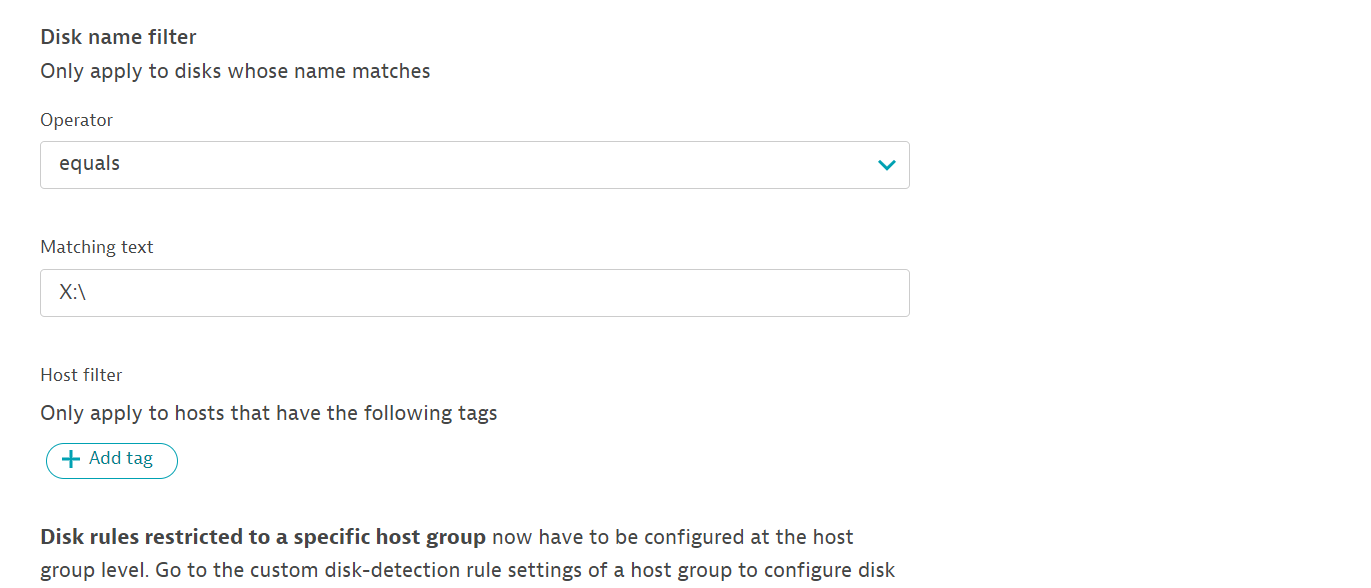 Disk name filter
Only apply to disks whose name matches
Operator
equals
Matching text
X:\
Host filter
Only apply to hosts that have the following tags
Add tag
Disk rules restricted to a specific host group now have to be configured at the host
group level. Go to the custom disk-detection rule settings of a host group to configure disk